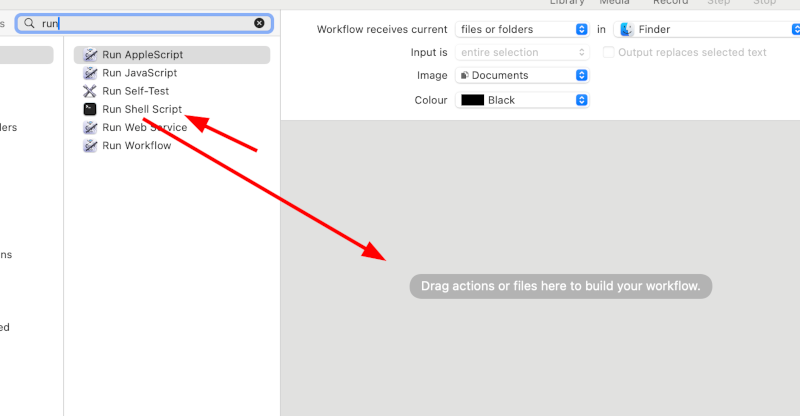 Library Media Record Step Stop
s run
Workflow receives current files or folders in Finder
Run AppleScript
Input is entire selection Output replaces selected text
Run JavaScript
Image Documents
Run Self-Test
Colour Black
Run Shell Script
lers Run Web Service
Run Workflow
ns
Drag actions or files here to build your workflow.
ed